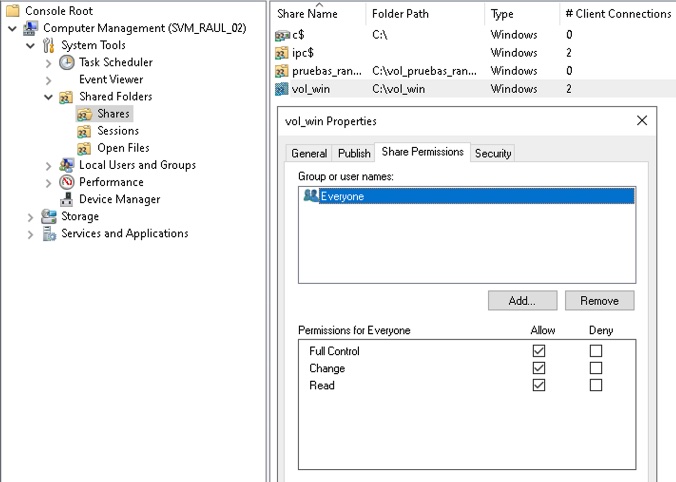 Console Root
Computer Management (SVM_RAUL_02)
System Tools
Task Scheduler
Event Viewer
Shared Folders
Shares
Sessions
Open Files
Local Users and Groups
Performance
Device Manager
Storage
Services and Applications
Share Name Folder Path Type # Client Connections
c$ C:\ Windows 0
ipc$ Windows 2
pruebas_ran... C:\vol_pruebas_ran... Windows 0
vol_win C:\vol_win Windows 2
vol_win Properties
General Publish Share Permissions Security
Group or user names:
Everyone
Add... Remove
Permissions for Everyone Allow Deny
Full Control
Change
Read